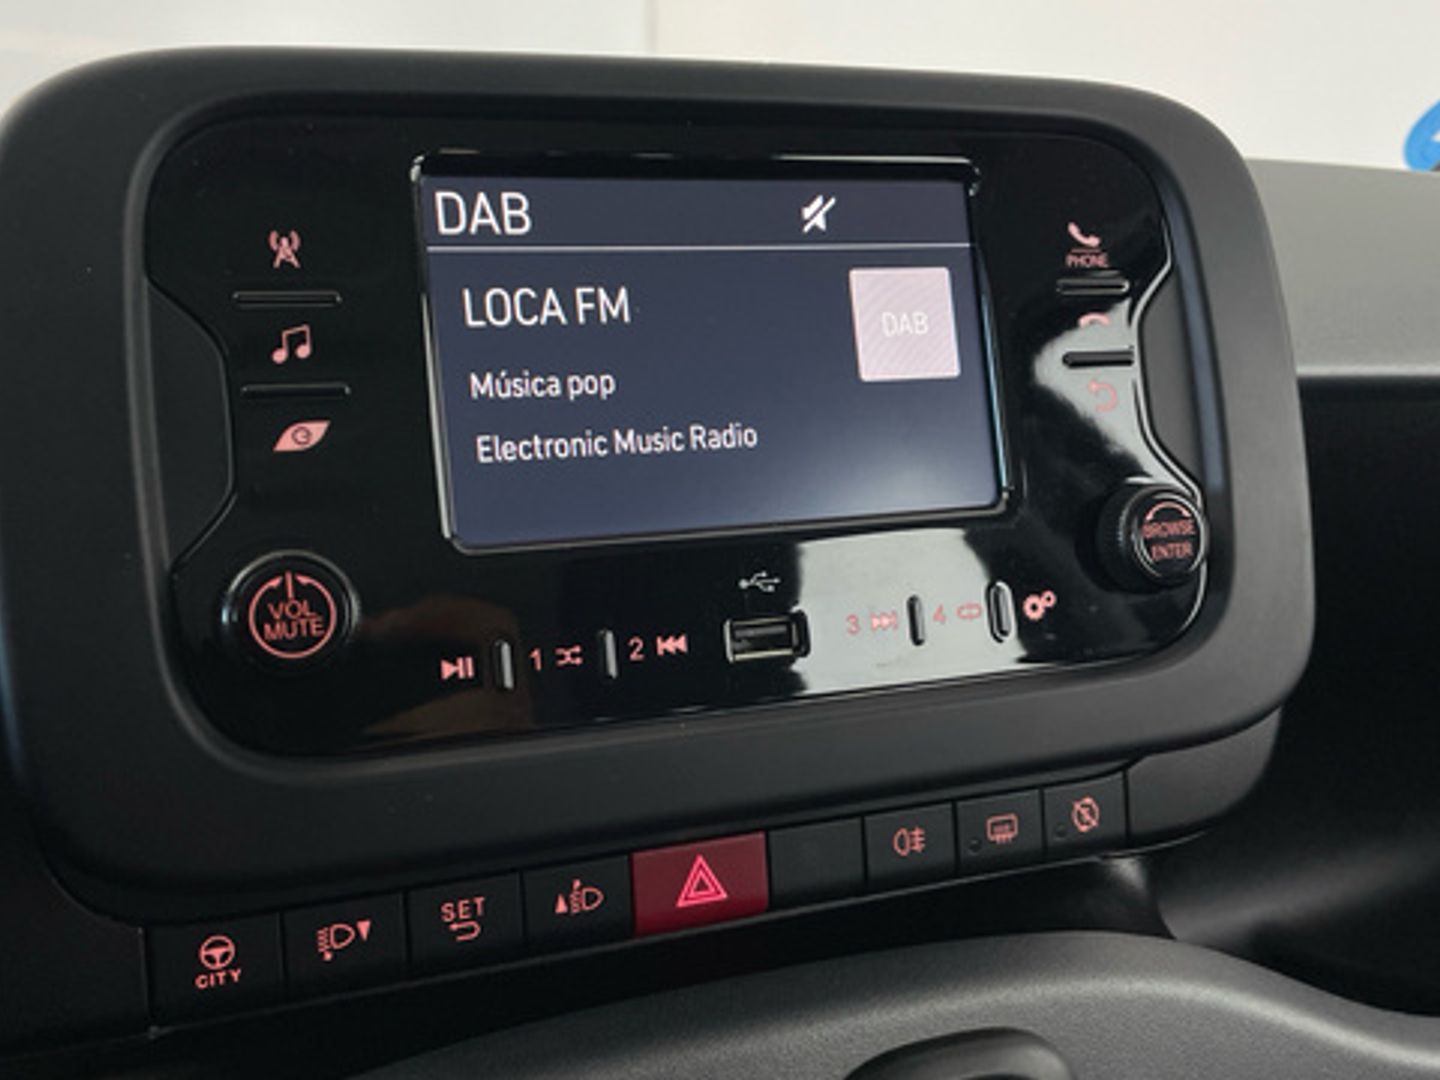 DAB
LOCA FM
DAB
Música pop
Electronic Music Radio
PHONE
BROWSE
ENTER
VOL
MUTE
1
2
3
4
SET
CITY